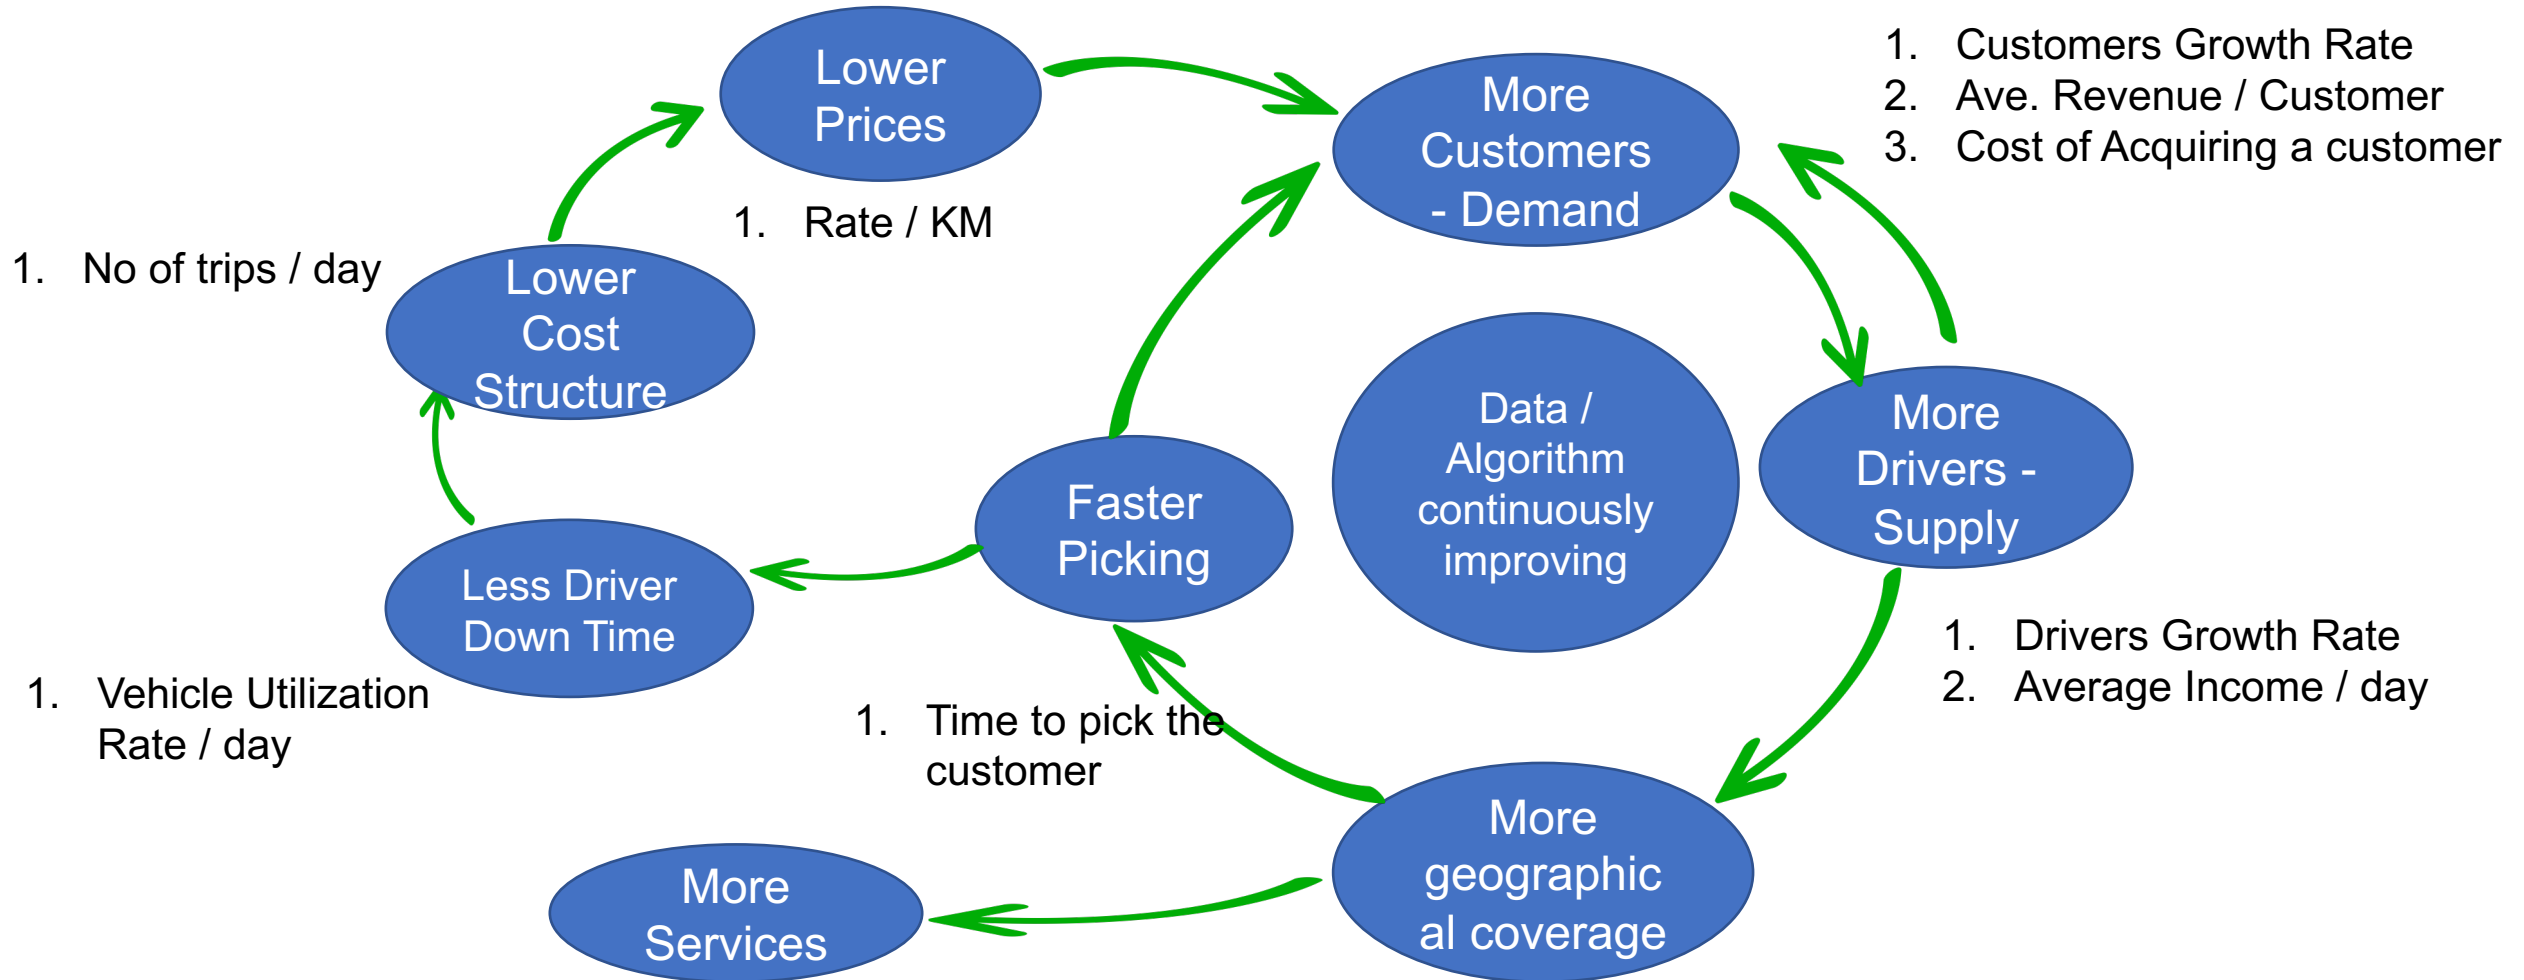 Lower
Prices
1. Rate / KM
More
Customers
- Demand
1. Customers Growth Rate
2. Ave. Revenue / Customer
3. Cost of Acquiring a customer
1. No of trips / day
Lower
Cost
Structure
Data /
Algorithm
continuously
improving
More
Drivers -
Supply
1. Drivers Growth Rate
2. Average Income / day
Faster
Picking
1. Time to pick the
customer
Less Driver
Down Time
1. Vehicle Utilization
Rate / day
More
Services
More
geographic
al coverage